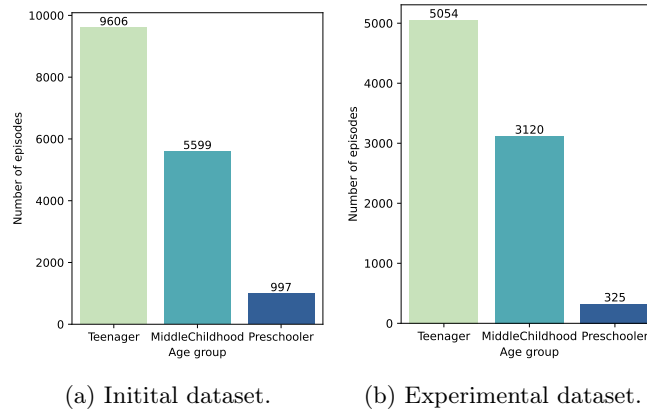 10000
9606
8000
6000
5599
4000
2000
997
0
Number of episodes
Teenager MiddleChildhood Preschooler
Age group
(a) Initital dataset.
5054
5000
4000
3120
3000
2000
1000
325
0
Number of episodes
Teenager MiddleChildhood Preschooler
Age group
(b) Experimental dataset.